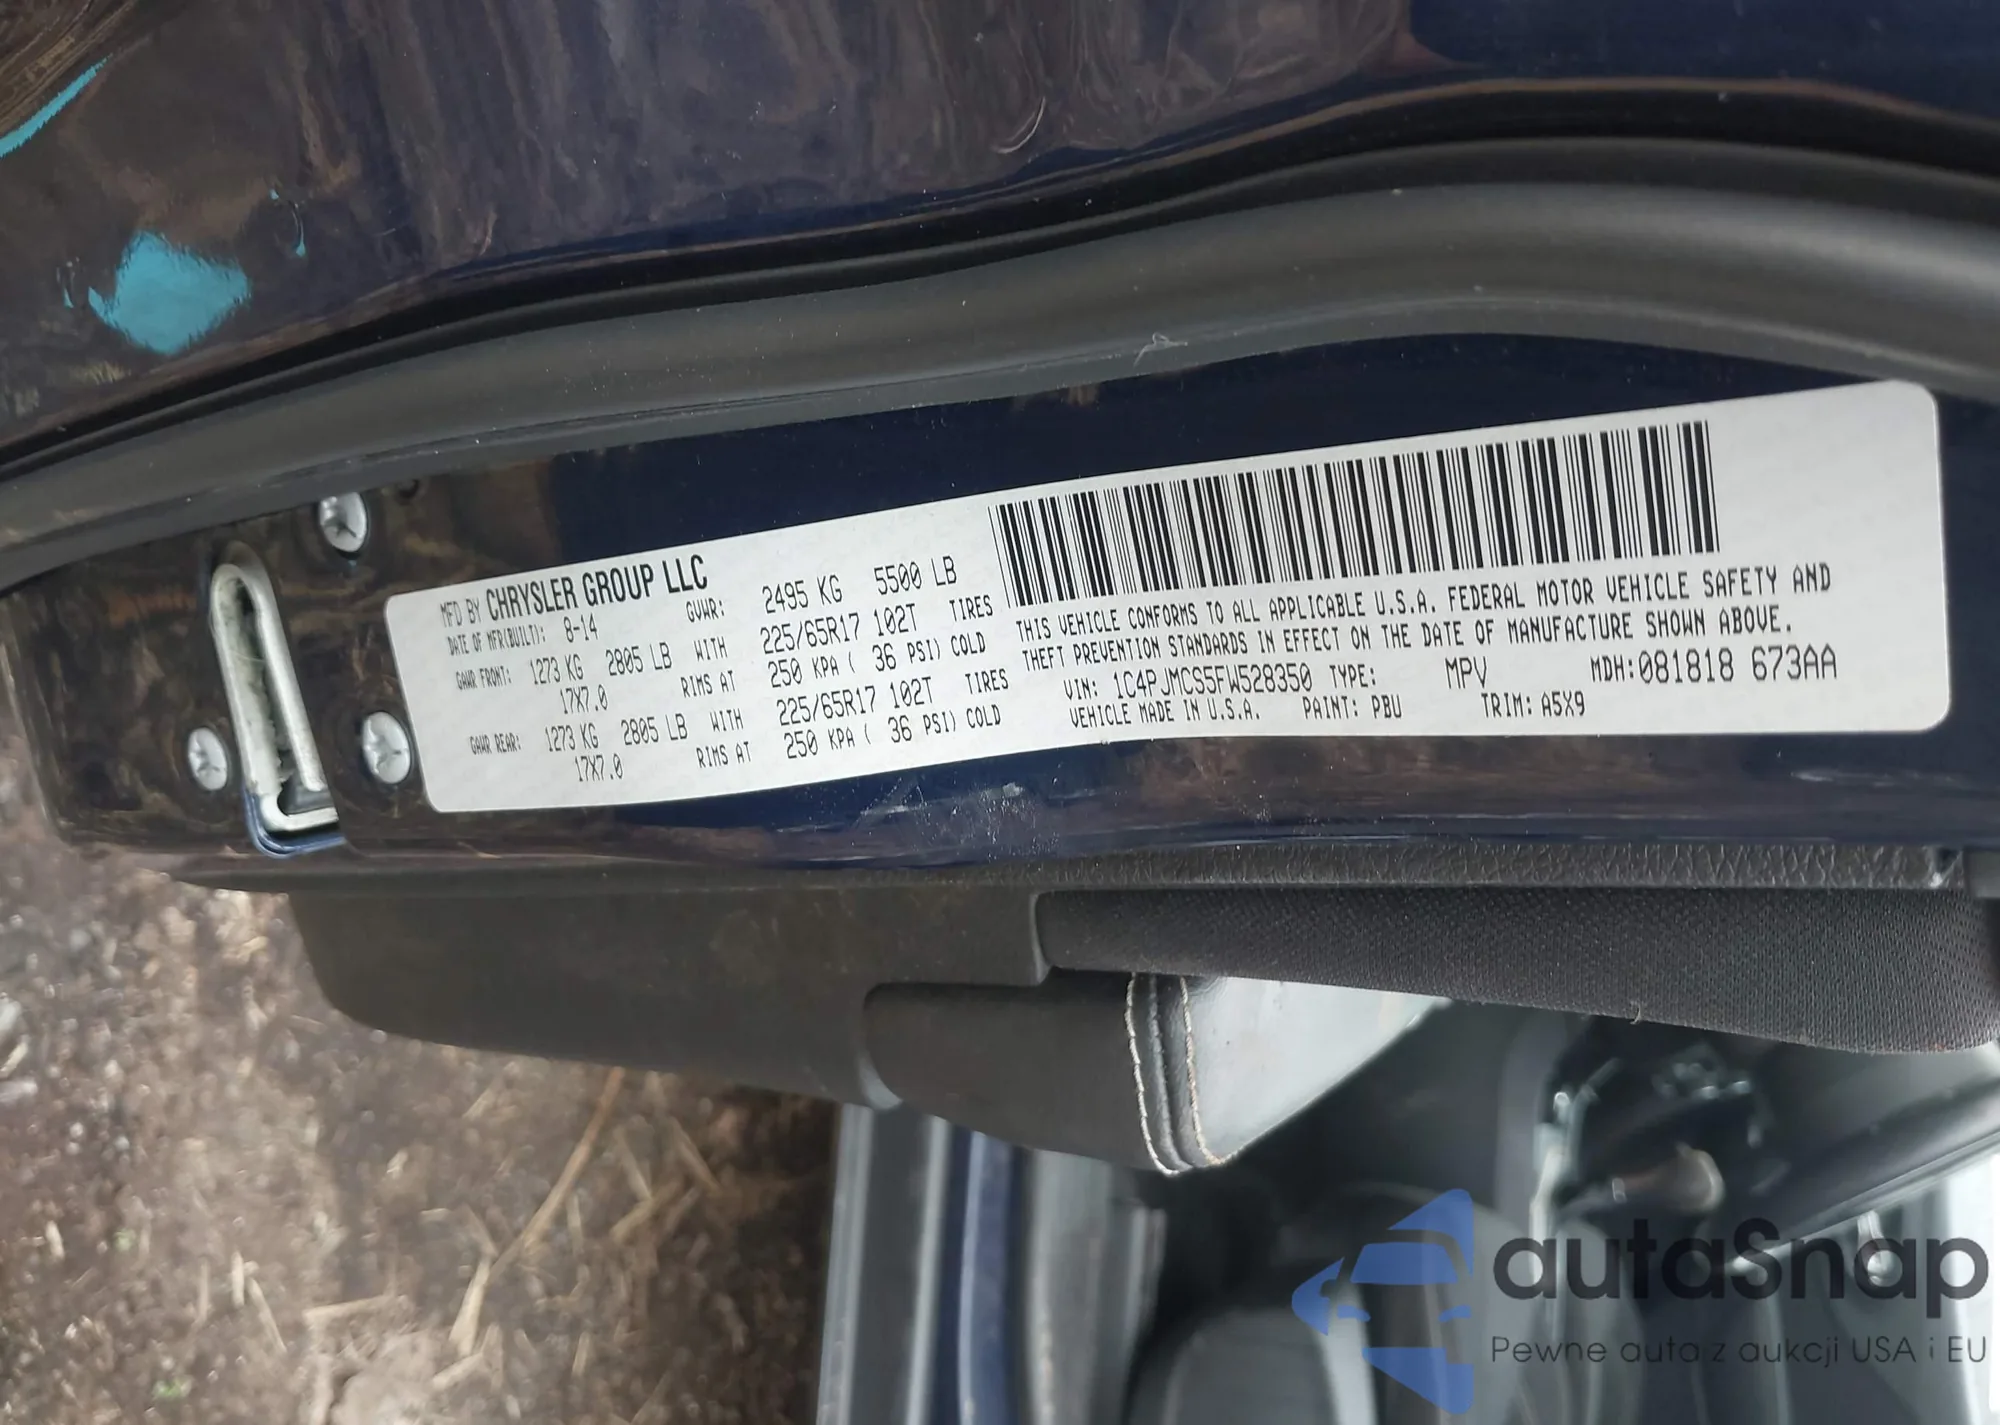 MFD BY CHRYSLER GROUP LLC
DATE OF MFR(BUILT): 8-14 GVWR: 2495 KG 5500 LB
GAWR FRONT: 1273 KG 2805 LB WITH 225/65R17 102T TIRES
17X7.0 RIMS AT 250 KPA ( 36 PSI) COLD
GAWR REAR: 1273 KG 2805 LB WITH 225/65R17 102T TIRES
17X7.0 RIMS AT 250 KPA ( 36 PSI) COLD
THIS VEHICLE CONFORMS TO ALL APPLICABLE U.S.A. FEDERAL MOTOR VEHICLE SAFETY AND
THEFT PREVENTION STANDARDS IN EFFECT ON THE DATE OF MANUFACTURE SHOWN ABOVE.
VIN: 1C4PJMCS5FW528350 TYPE: MPV MDH:081818 673AA
VEHICLE MADE IN U.S.A. PAINT: PBU TRIM: A5X9
autaSnap
Pewne auta z aukcji USA i EU